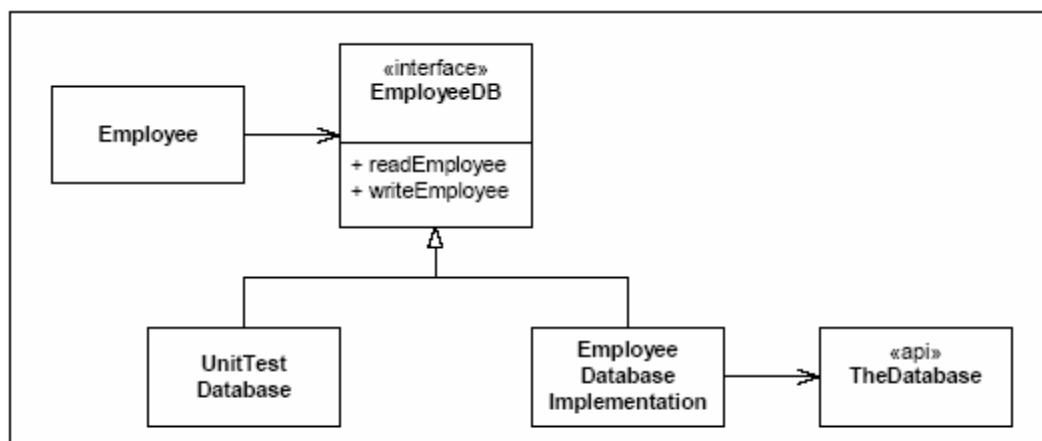 «interface»
EmployeeDB
Employee
+ readEmployee
+ writeEmployee
UnitTest
Database
Employee
Database
Implementation
«api»
TheDatabase